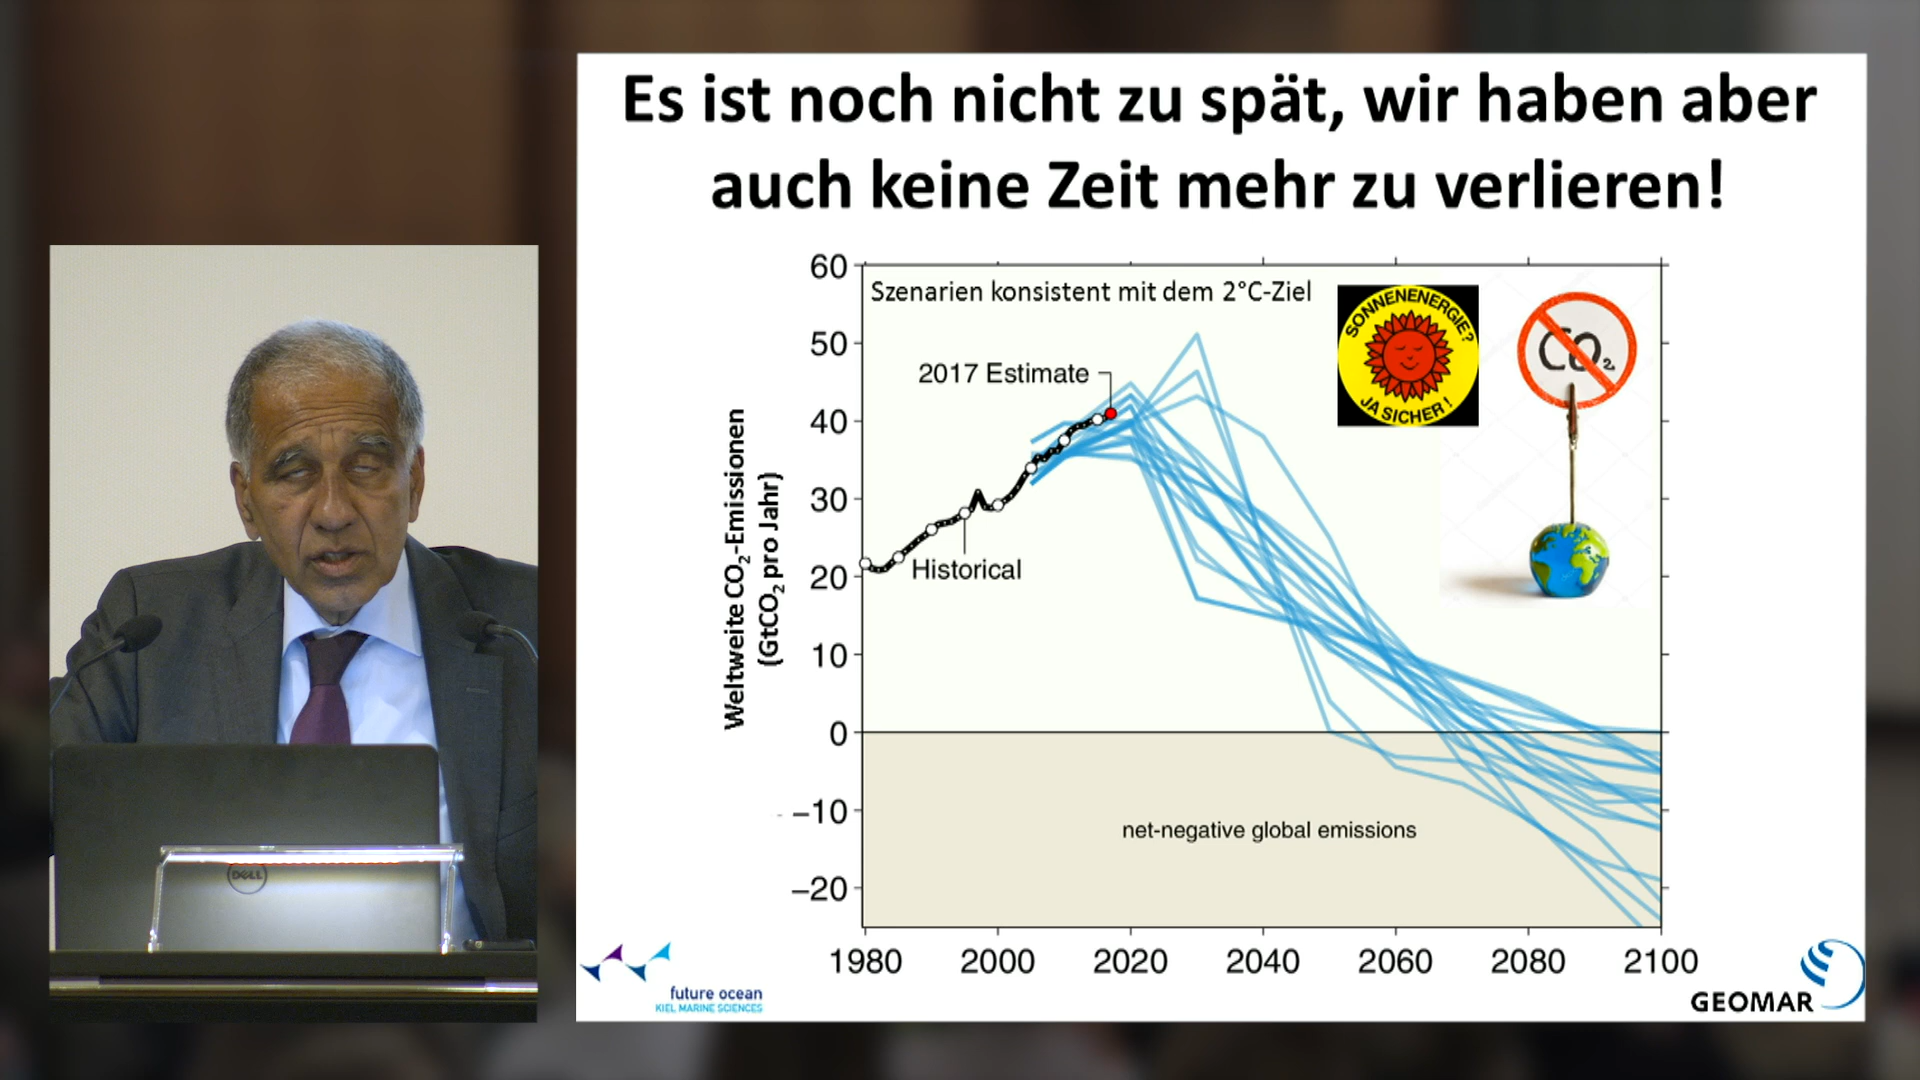 Es ist noch nicht zu spät, wir haben aber
auch keine Zeit mehr zu verlieren!
Szenarien konsistent mit dem 2°C-Ziel
SONNENENERGIE?
JA SICHER!
CO₂
2017 Estimate
Historical
net-negative global emissions
Weltweite CO₂-Emissionen
(GtCO₂ pro Jahr)
60
50
40
30
20
10
0
−10
−20
1980 2000 2020 2040 2060 2080 2100
DELL
future ocean
KIEL MARINE SCIENCES
GEOMAR